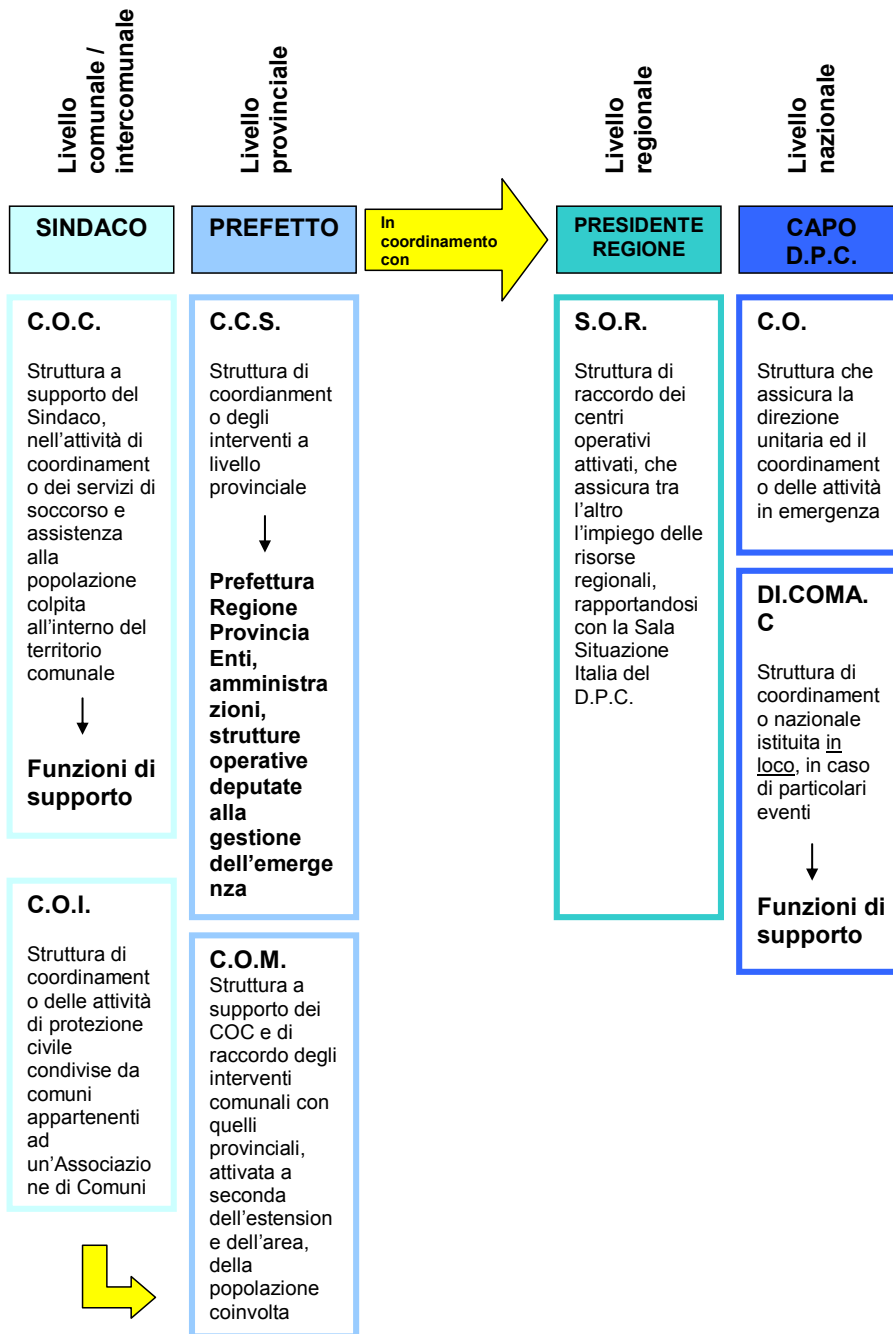 Livello
comunale /
intercomunale
Livello
provinciale
Livello
regionale
Livello
nazionale
SINDACO
PREFETTO
In
coordinamento
con
PRESIDENTE
REGIONE
CAPO
D.P.C.
C.O.C.
Struttura a
supporto del
Sindaco,
nell'attività di
coordinament
o dei servizi di
soccorso e
assistenza
alla
popolazione
colpita
all'interno del
territorio
comunale
Funzioni di
supporto
C.O.I.
Struttura di
coordinament
o delle attività
di protezione
civile
condivise da
comuni
appartenenti
ad
un'Associazio
ne di Comuni
C.C.S.
Struttura di
coordianment
o degli
interventi a
livello
provinciale
Prefettura
Regione
Provincia
Enti,
amministra
zioni,
strutture
operative
deputate
alla
gestione
dell'emerge
nza
C.O.M.
Struttura a
supporto dei
COC e di
raccordo degli
interventi
comunali con
quelli
provinciali,
attivata a
seconda
dell'estension
e dell'area,
della
popolazione
coinvolta
S.O.R.
Struttura di
raccordo dei
centri
operativi
attivati, che
assicura tra
l'altro
l'impiego delle
risorse
regionali,
rapportandosi
con la Sala
Situazione
Italia del
D.P.C.
C.O.
Struttura che
assicura la
direzione
unitaria ed il
coordinament
o delle attività
in emergenza
DI.COMA.
C
Struttura di
coordinament
o nazionale
istituita in
loco, in caso
di particolari
eventi
Funzioni di
supporto